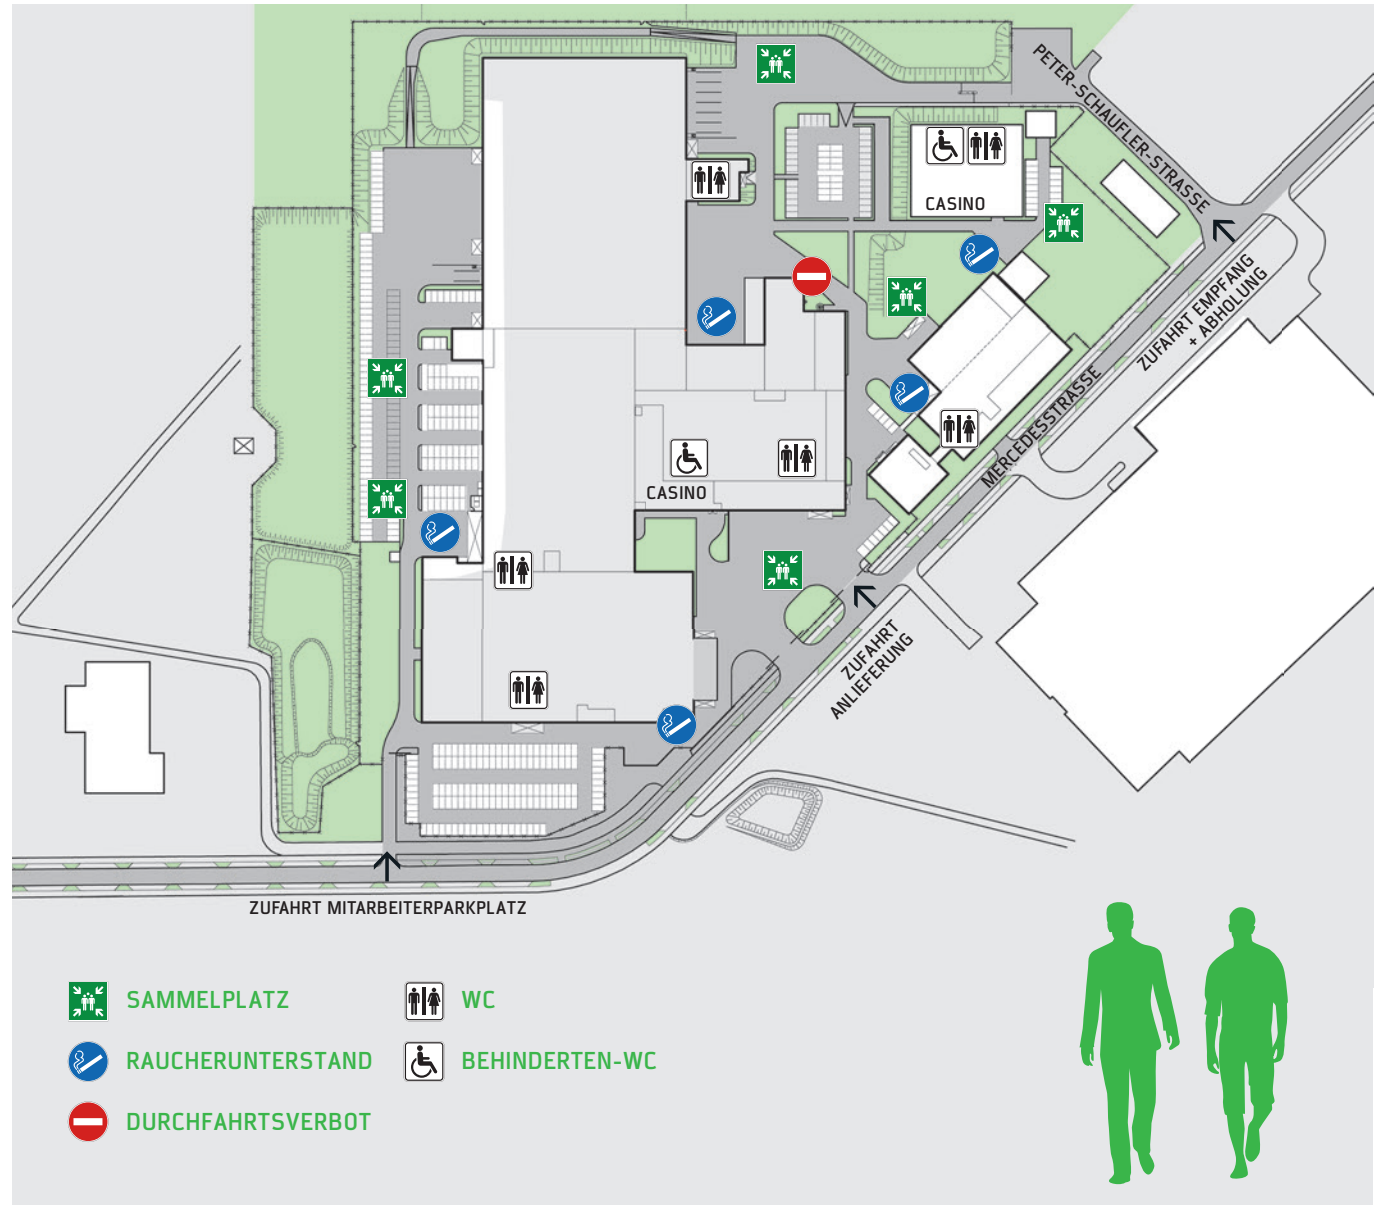 PETER-SCHAUFLER-STRASSE
CASINO
ZUFAHRT EMPFANG
+ ABHOLUNG
MERCEDESSTRASSE
CASINO
ZUFAHRT
ANLIEFERUNG
ZUFAHRT MITARBEITERPARKPLATZ
SAMMELPLATZ
WC
RAUCHERUNTERSTAND
BEHINDERTEN-WC
DURCHFAHRTSVERBOT